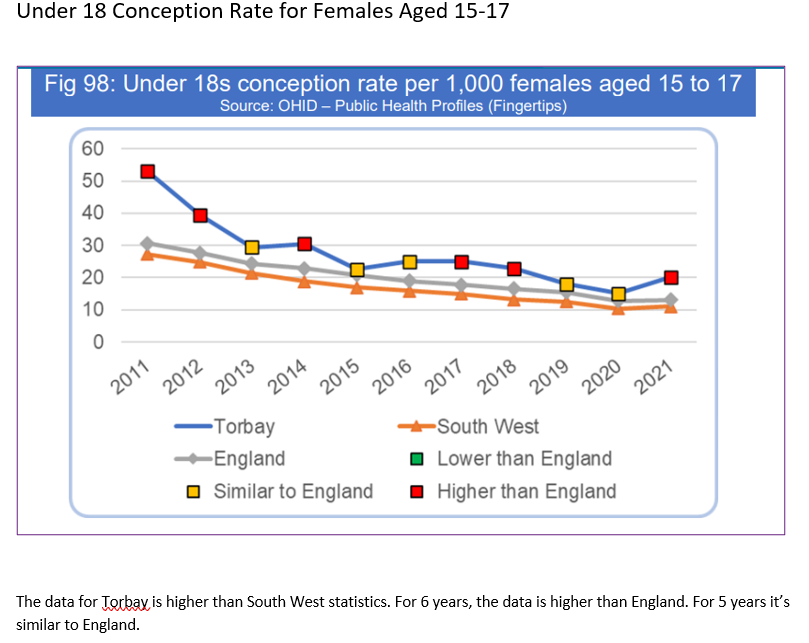 Under 18 Conception Rate for Females Aged 15-17
Fig 98: Under 18s conception rate per 1,000 females aged 15 to 17
Source: OHID – Public Health Profiles (Fingertips)
60
50
40
30
20
10
0
2011 2012 2013 2014 2015 2016 2017 2018 2019 2020 2021
Torbay South West
England Lower than England
Similar to England Higher than England
The data for Torbay is higher than South West statistics. For 6 years, the data is higher than England. For 5 years it’s
similar to England.